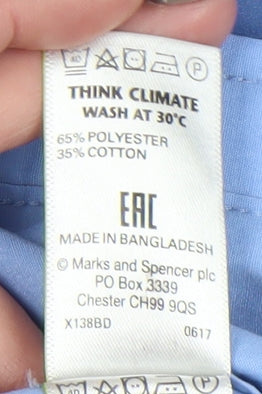 THINK CLIMATE
WASH AT 30°C
65% POLYESTER
35% COTTON
EAC
MADE IN BANGLADESH
© Marks and Spencer plc
PO Box 3339
Chester CH99 9QS
X138BD 0617